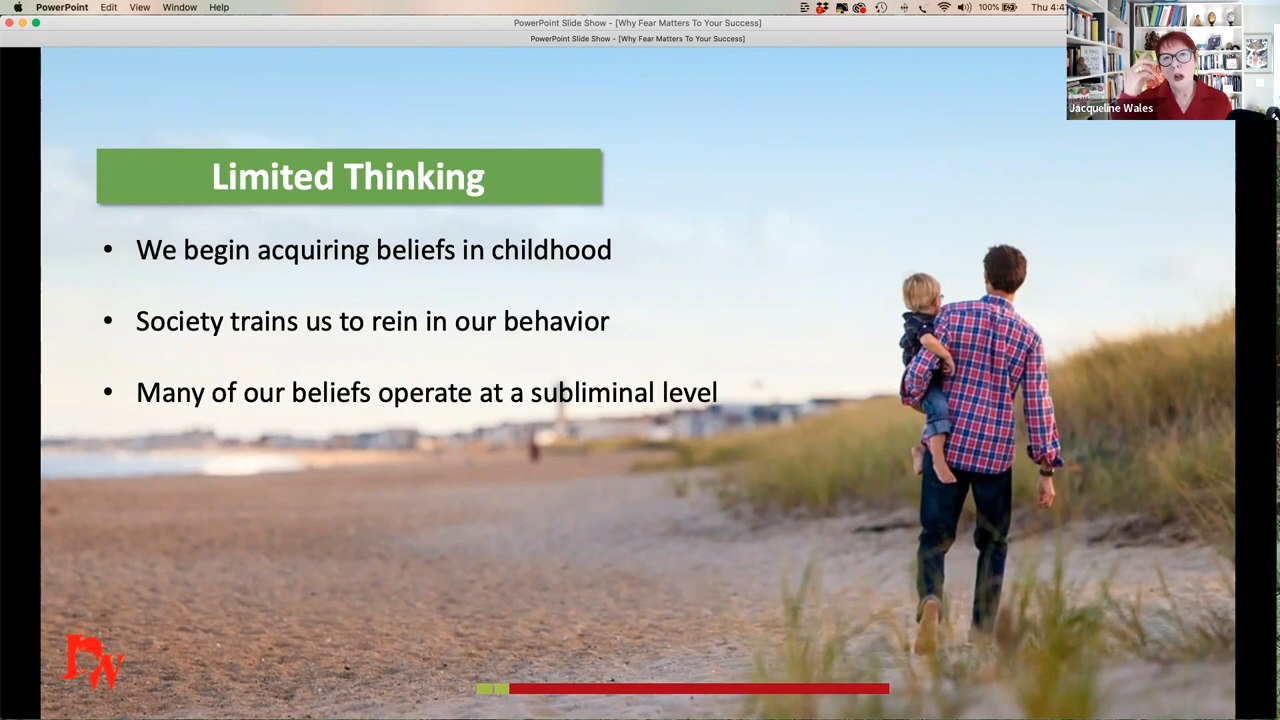 PowerPoint Edit View Window Help 100% Thu 4:4
PowerPoint Slide Show - [Why Fear Matters To Your Success]
PowerPoint Slide Show - [Why Fear Matters To Your Success]
Jacqueline Wales
Limited Thinking
• We begin acquiring beliefs in childhood
• Society trains us to rein in our behavior
• Many of our beliefs operate at a subliminal level